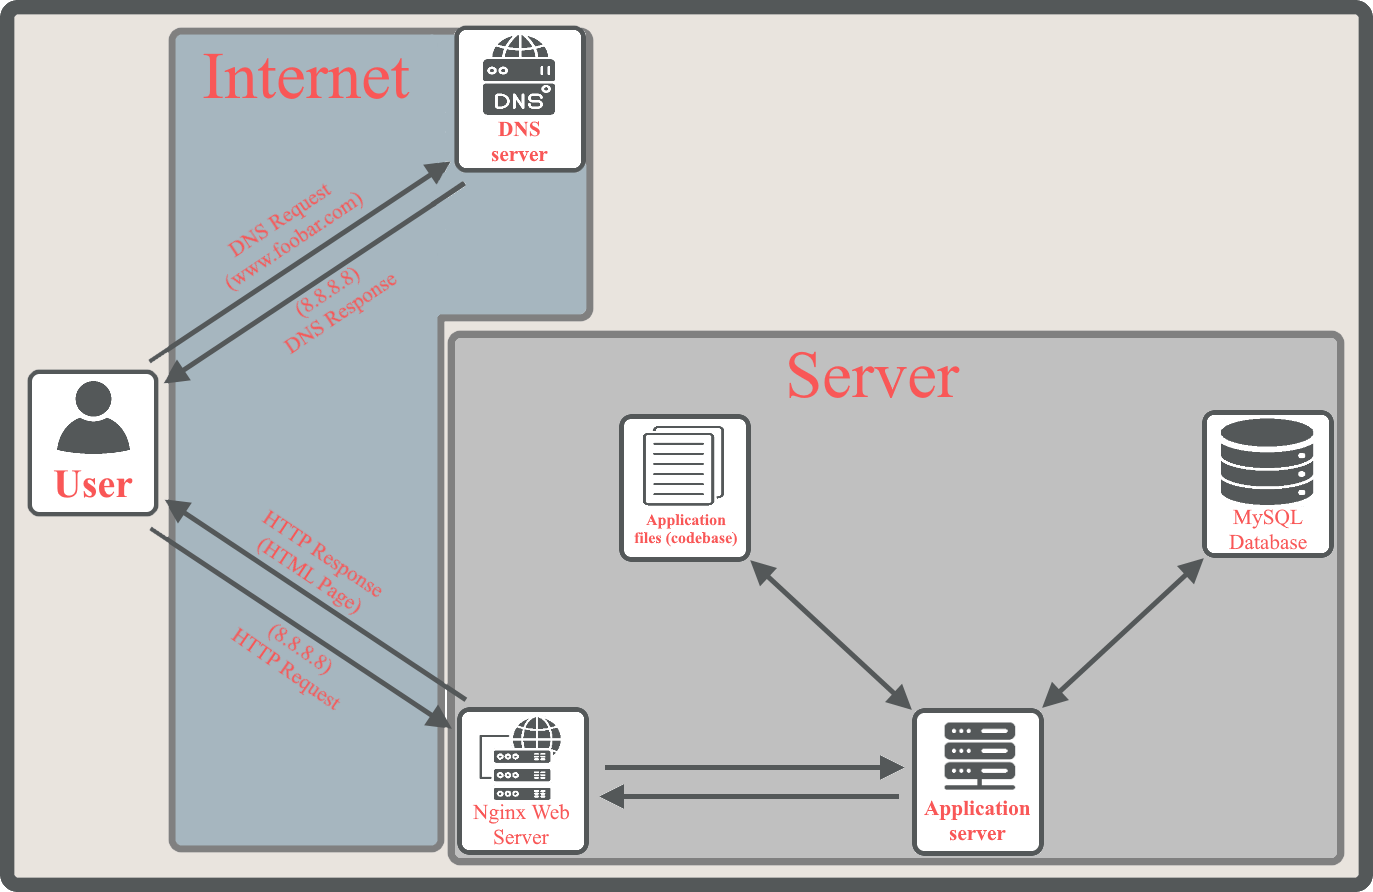 Internet
DNS
DNS
server
DNS Request
(www.foobar.com)
(8.8.8.8)
DNS Response
User
HTTP Response
(HTML Page)
(8.8.8.8)
HTTP Request
Server
Application
files (codebase)
MySQL
Database
Nginx Web
Server
Application
server